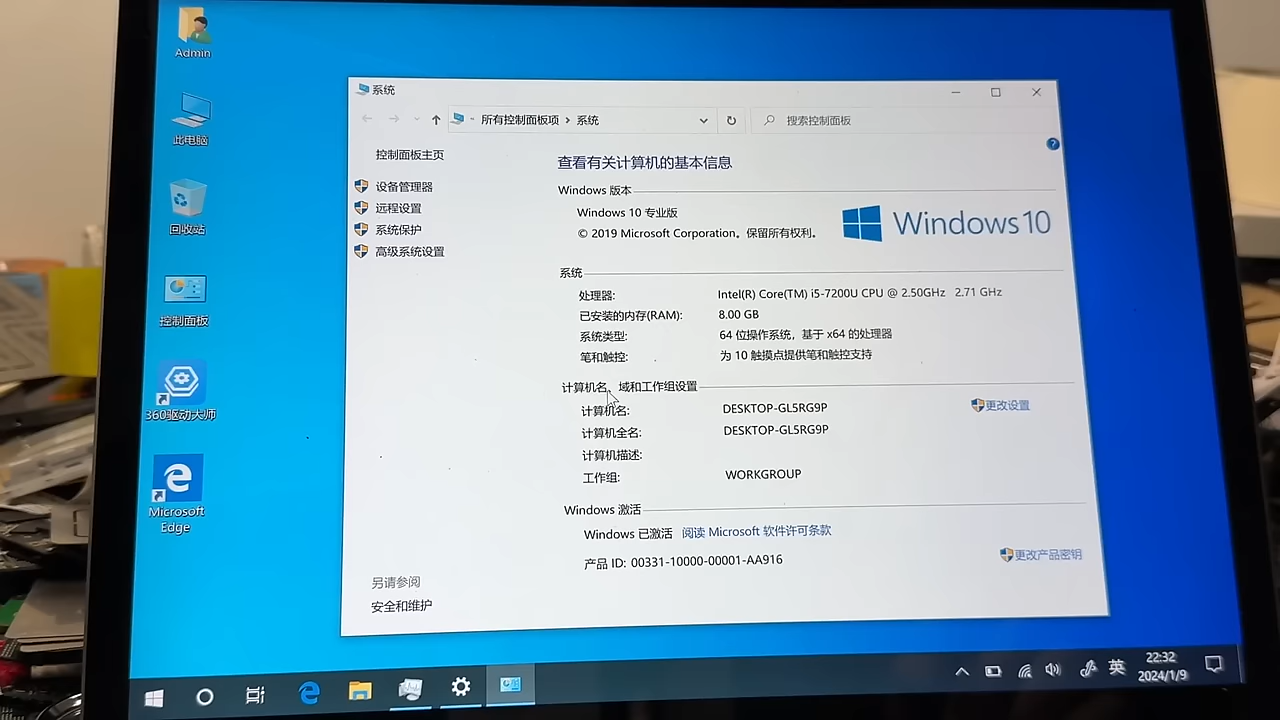 Admin
此电脑
回收站
控制面板
360驱动大师
Microsoft
Edge
系统
所有控制面板项 › 系统
搜索控制面板
控制面板主页
设备管理器
远程设置
系统保护
高级系统设置
另请参阅
安全和维护
查看有关计算机的基本信息
Windows 版本
Windows 10 专业版
© 2019 Microsoft Corporation。保留所有权利。
Windows 10
系统
处理器: Intel(R) Core(TM) i5-7200U CPU @ 2.50GHz 2.71 GHz
已安装的内存(RAM): 8.00 GB
系统类型: 64 位操作系统，基于 x64 的处理器
笔和触控: 为 10 触摸点提供笔和触控支持
计算机名、域和工作组设置
计算机名: DESKTOP-GL5RG9P 更改设置
计算机全名: DESKTOP-GL5RG9P
计算机描述:
工作组: WORKGROUP
Windows 激活
Windows 已激活 阅读 Microsoft 软件许可条款
产品 ID: 00331-10000-00001-AA916 更改产品密钥
英
22:32
2024/1/9